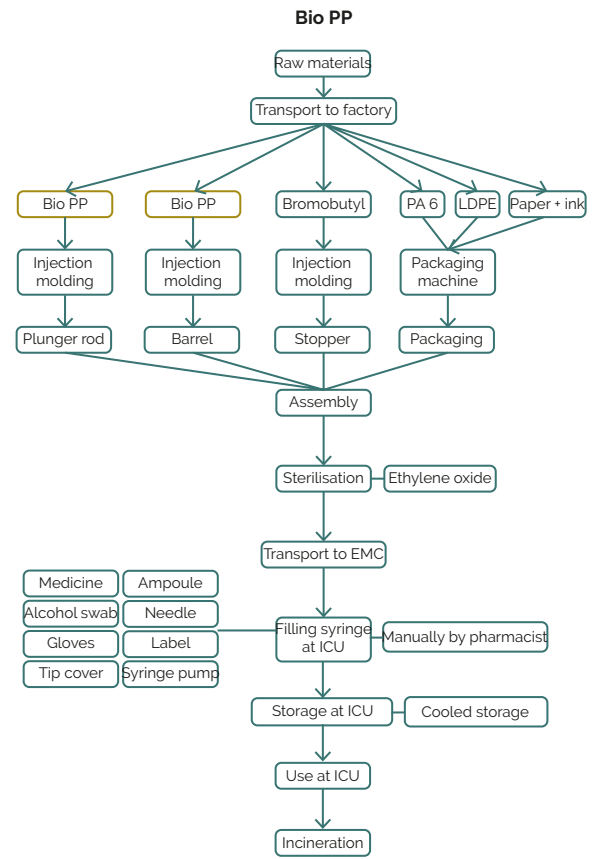 Bio PP
Raw materials
Transport to factory
Bio PP
Bio PP
Bromobutyl
PA 6
LDPE
Paper + ink
Injection
molding
Injection
molding
Injection
molding
Packaging
machine
Plunger rod
Barrel
Stopper
Packaging
Assembly
Sterilisation
Ethylene oxide
Transport to EMC
Medicine
Ampoule
Alcohol swab
Needle
Gloves
Label
Tip cover
Syringe pump
Filling syringe
at ICU
Manually by pharmacist
Storage at ICU
Cooled storage
Use at ICU
Incineration